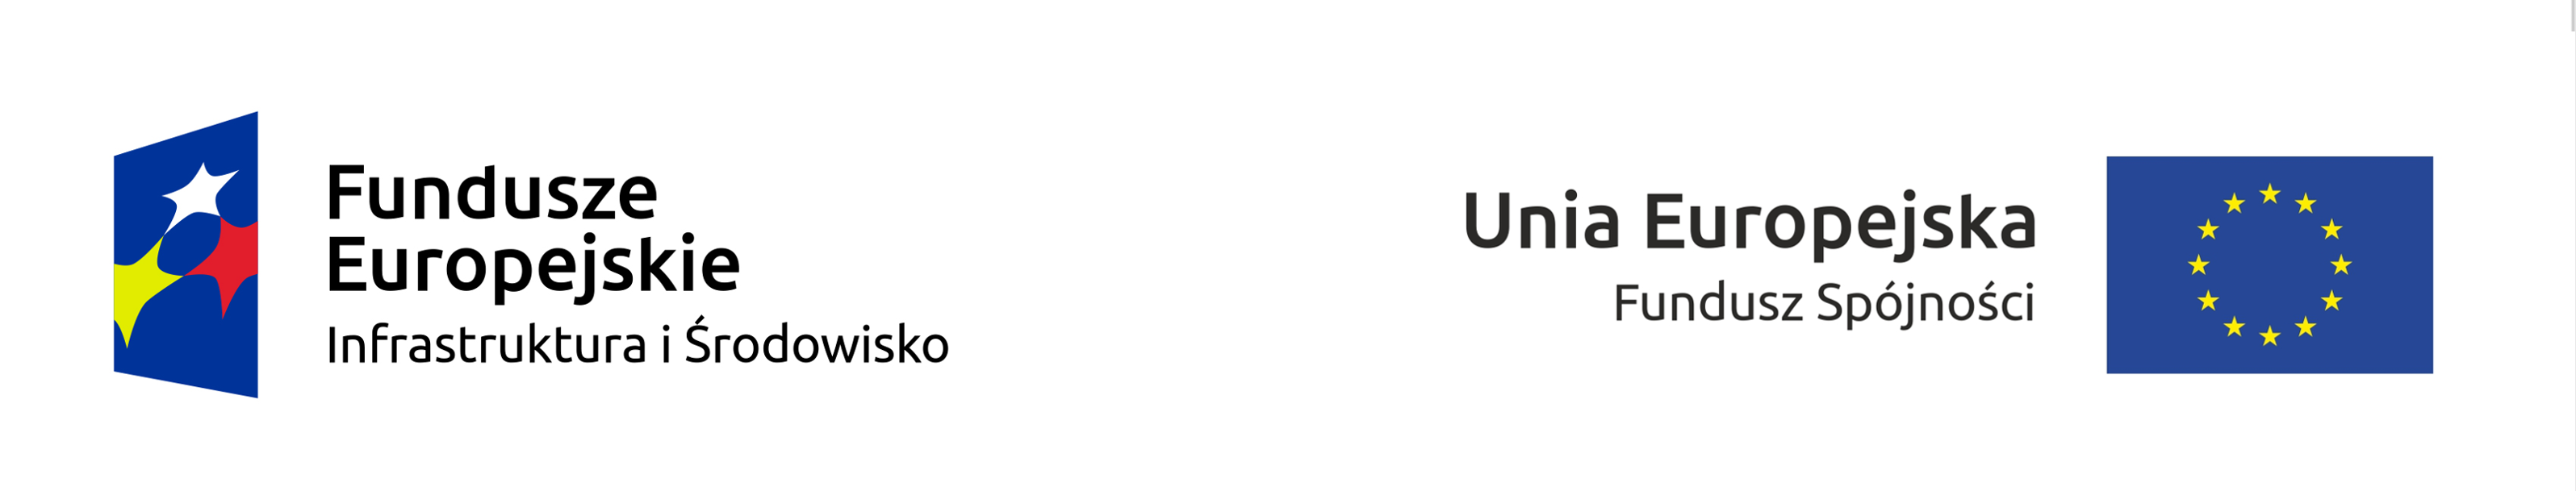 Fundusze
Europejskie
Infrastruktura i Środowisko
Unia Europejska
Fundusz Spójności